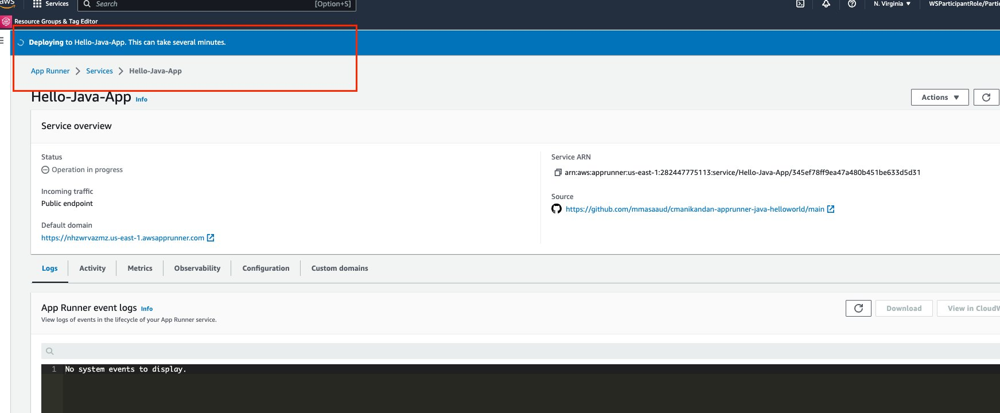 aws
Services
Search
[Option+S]
N. Virginia
WSParticipantRole/Partic
Resource Groups & Tag Editor
Deploying to Hello-Java-App. This can take several minutes.
App Runner > Services > Hello-Java-App
Hello-Java-App Info
Actions
Service overview
Status
Operation in progress
Incoming traffic
Public endpoint
Default domain
https://nhzwrvazmz.us-east-1.awsapprunner.com
Service ARN
arn:aws:apprunner:us-east-1:282447775113:service/Hello-Java-App/345ef78ff9ea47a480b451be633d5d31
Source
https://github.com/mmasaaud/cmanikandan-apprunner-java-helloworld/main
Logs
Activity
Metrics
Observability
Configuration
Custom domains
App Runner event logs Info
View logs of events in the lifecycle of your App Runner service.
Download
View in CloudW
1 No system events to display.